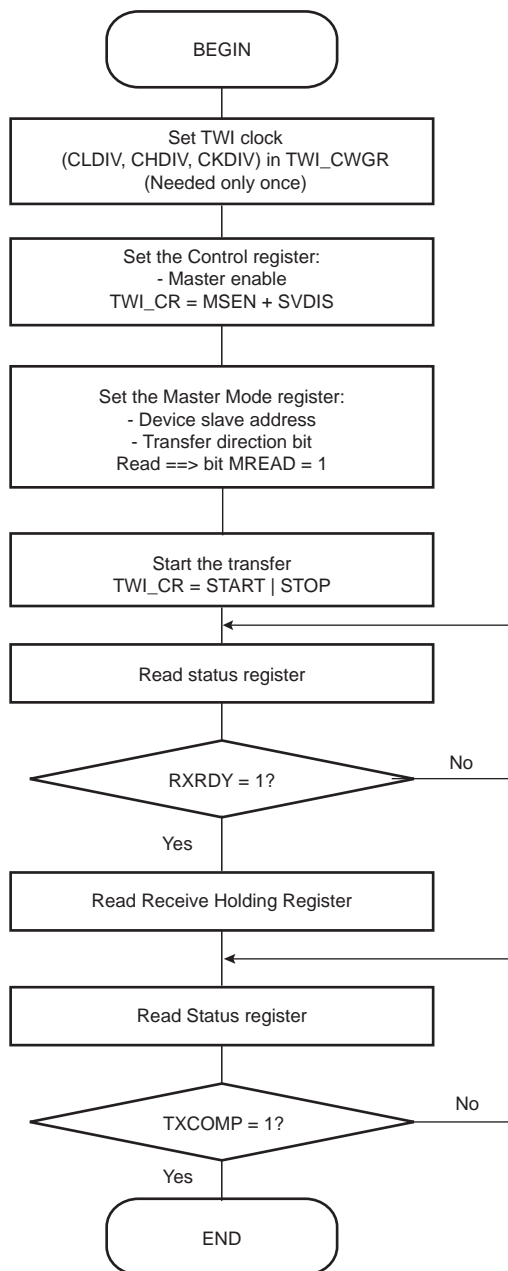 BEGIN
Set TWI clock
(CLDIV, CHDIV, CKDIV) in TWI_CWGR
(Needed only once)
Set the Control register:
- Master enable
TWI_CR = MSEN + SVDIS
Set the Master Mode register:
- Device slave address
- Transfer direction bit
Read ==> bit MREAD = 1
Start the transfer
TWI_CR = START | STOP
Read status register
RXRDY = 1?
No
Yes
Read Receive Holding Register
Read Status register
TXCOMP = 1?
No
Yes
END